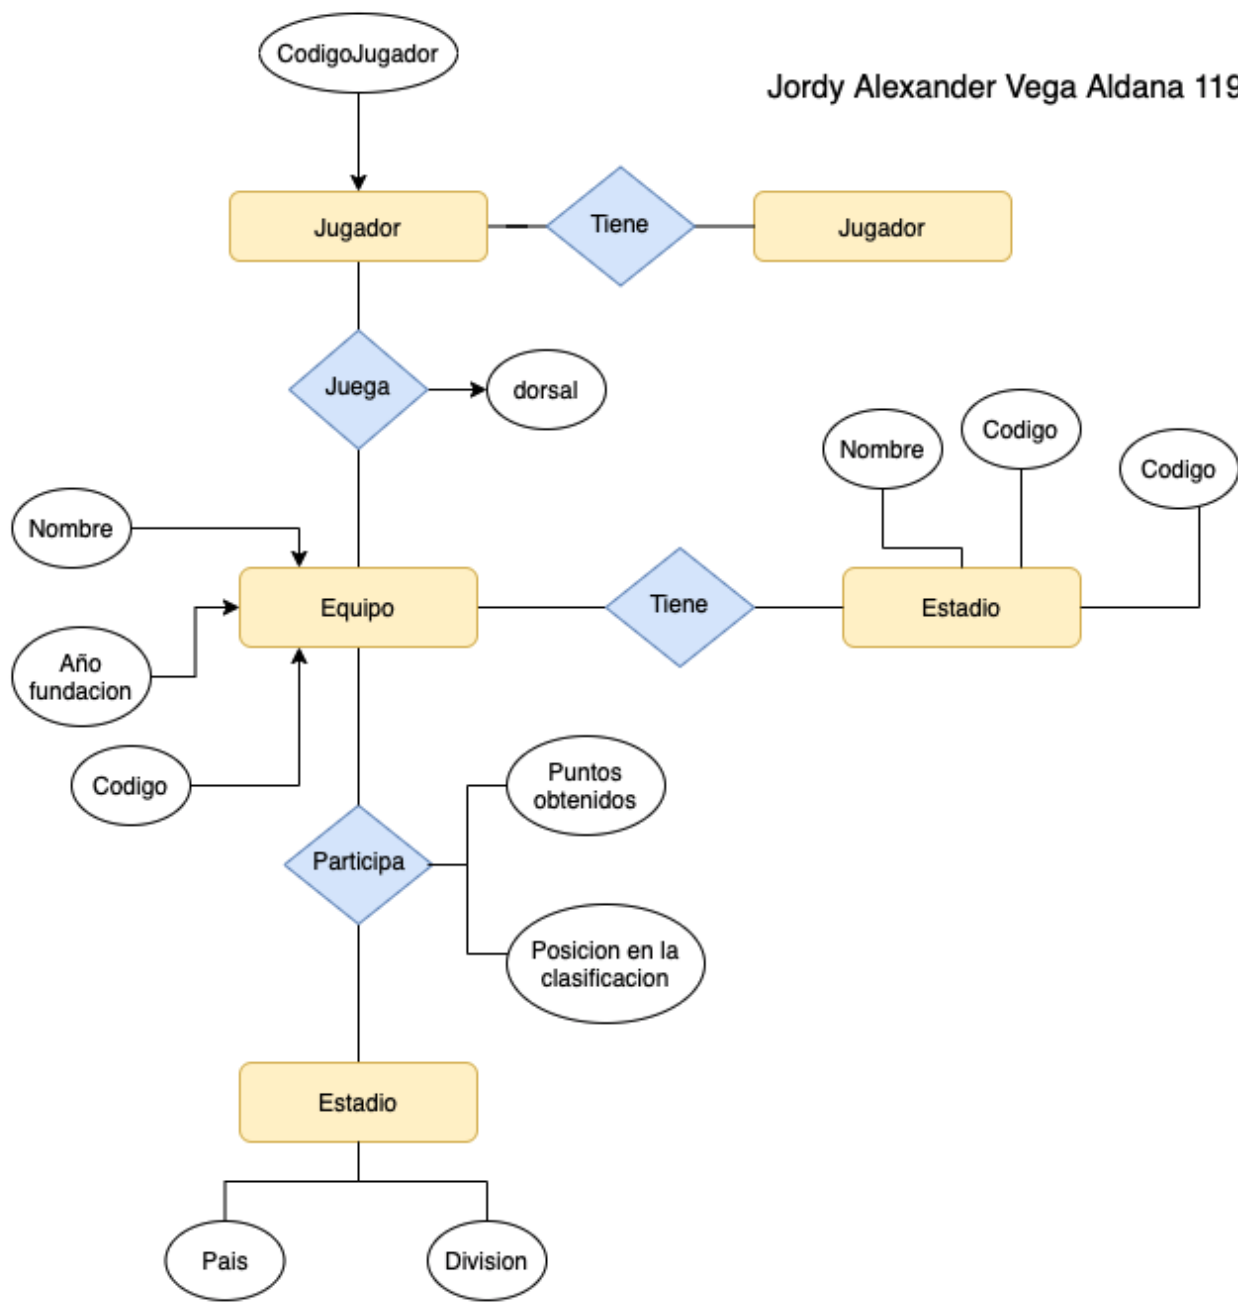 CodigoJugador
Jordy Alexander Vega Aldana 119
Jugador
Tiene
Jugador
Juega
dorsal
Nombre
Codigo
Codigo
Nombre
Equipo
Tiene
Estadio
Año
fundacion
Codigo
Puntos
obtenidos
Participa
Posicion en la
clasificacion
Estadio
Pais
Division